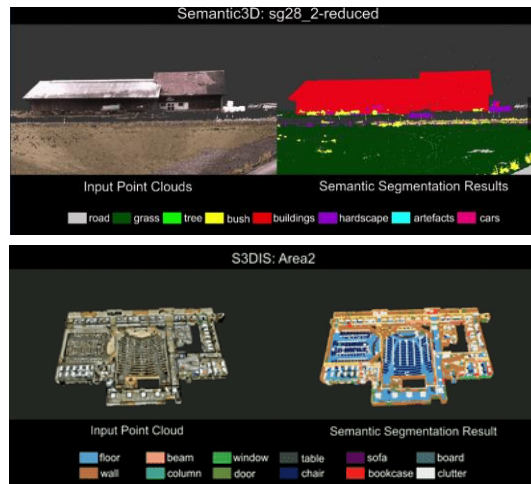 Semantic3D: sg28_2-reduced
Input Point Clouds Semantic Segmentation Results
road grass tree bush buildings hardscape artefacts cars
S3DIS: Area2
Input Point Cloud Semantic Segmentation Result
floor beam window table sofa board
wall column door chair bookcase clutter